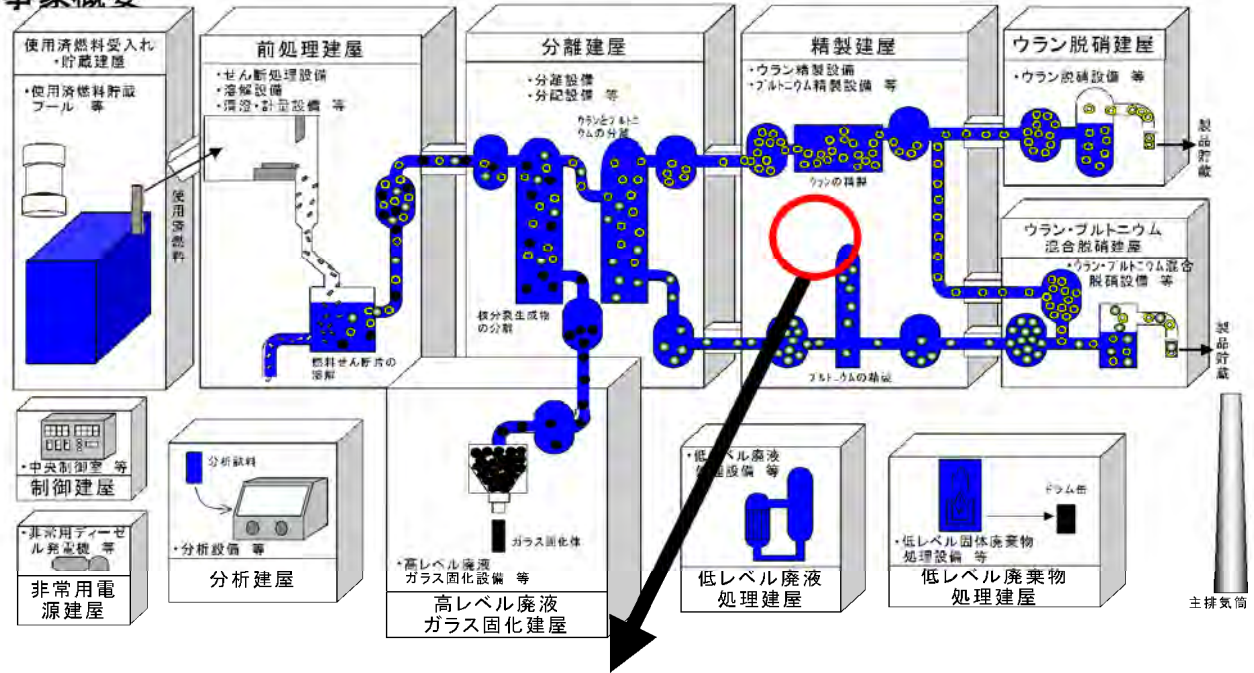 事業概要
使用済燃料受入れ
・貯蔵建屋
・使用済燃料貯蔵
プール 等
使用済燃料
前処理建屋
・せん断処理設備
・溶解設備
・清澄・計量設備 等
燃料せん断片の
溶解
分離建屋
・分離設備
・分配設備 等
ウランとプルトニ
ウムの分離
核分裂生成物
の分離
精製建屋
・ウラン精製設備
・プルトニウム精製設備 等
ウランの精製
プルトニウムの精製
ウラン脱硝建屋
・ウラン脱硝設備 等
製品貯蔵
ウラン・プルトニウム
混合脱硝建屋
・ウラン・プルトニウム混合
脱硝設備 等
製品貯蔵
・中央制御室 等
制御建屋
・非常用ディーゼ
ル発電機 等
非常用電
源建屋
分析試料
・分析設備 等
分析建屋
ガラス固化体
・高レベル廃液
ガラス固化設備 等
高レベル廃液
ガラス固化建屋
・低レベル廃液
処理設備 等
低レベル廃液
処理建屋
ドラム缶
・低レベル固体廃棄物
処理設備 等
低レベル廃棄物
処理建屋
主排気筒